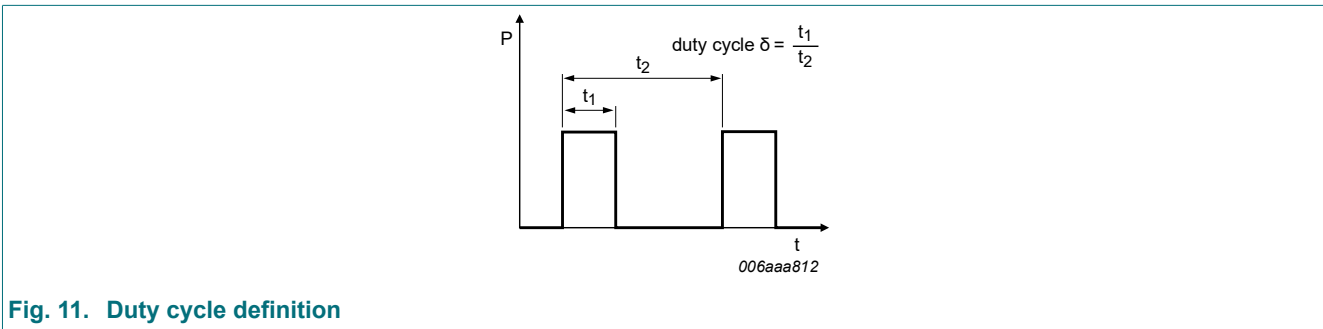 P
duty cycle δ = t1/t2
t2
t1
t
006aaa812
Fig. 11. Duty cycle definition